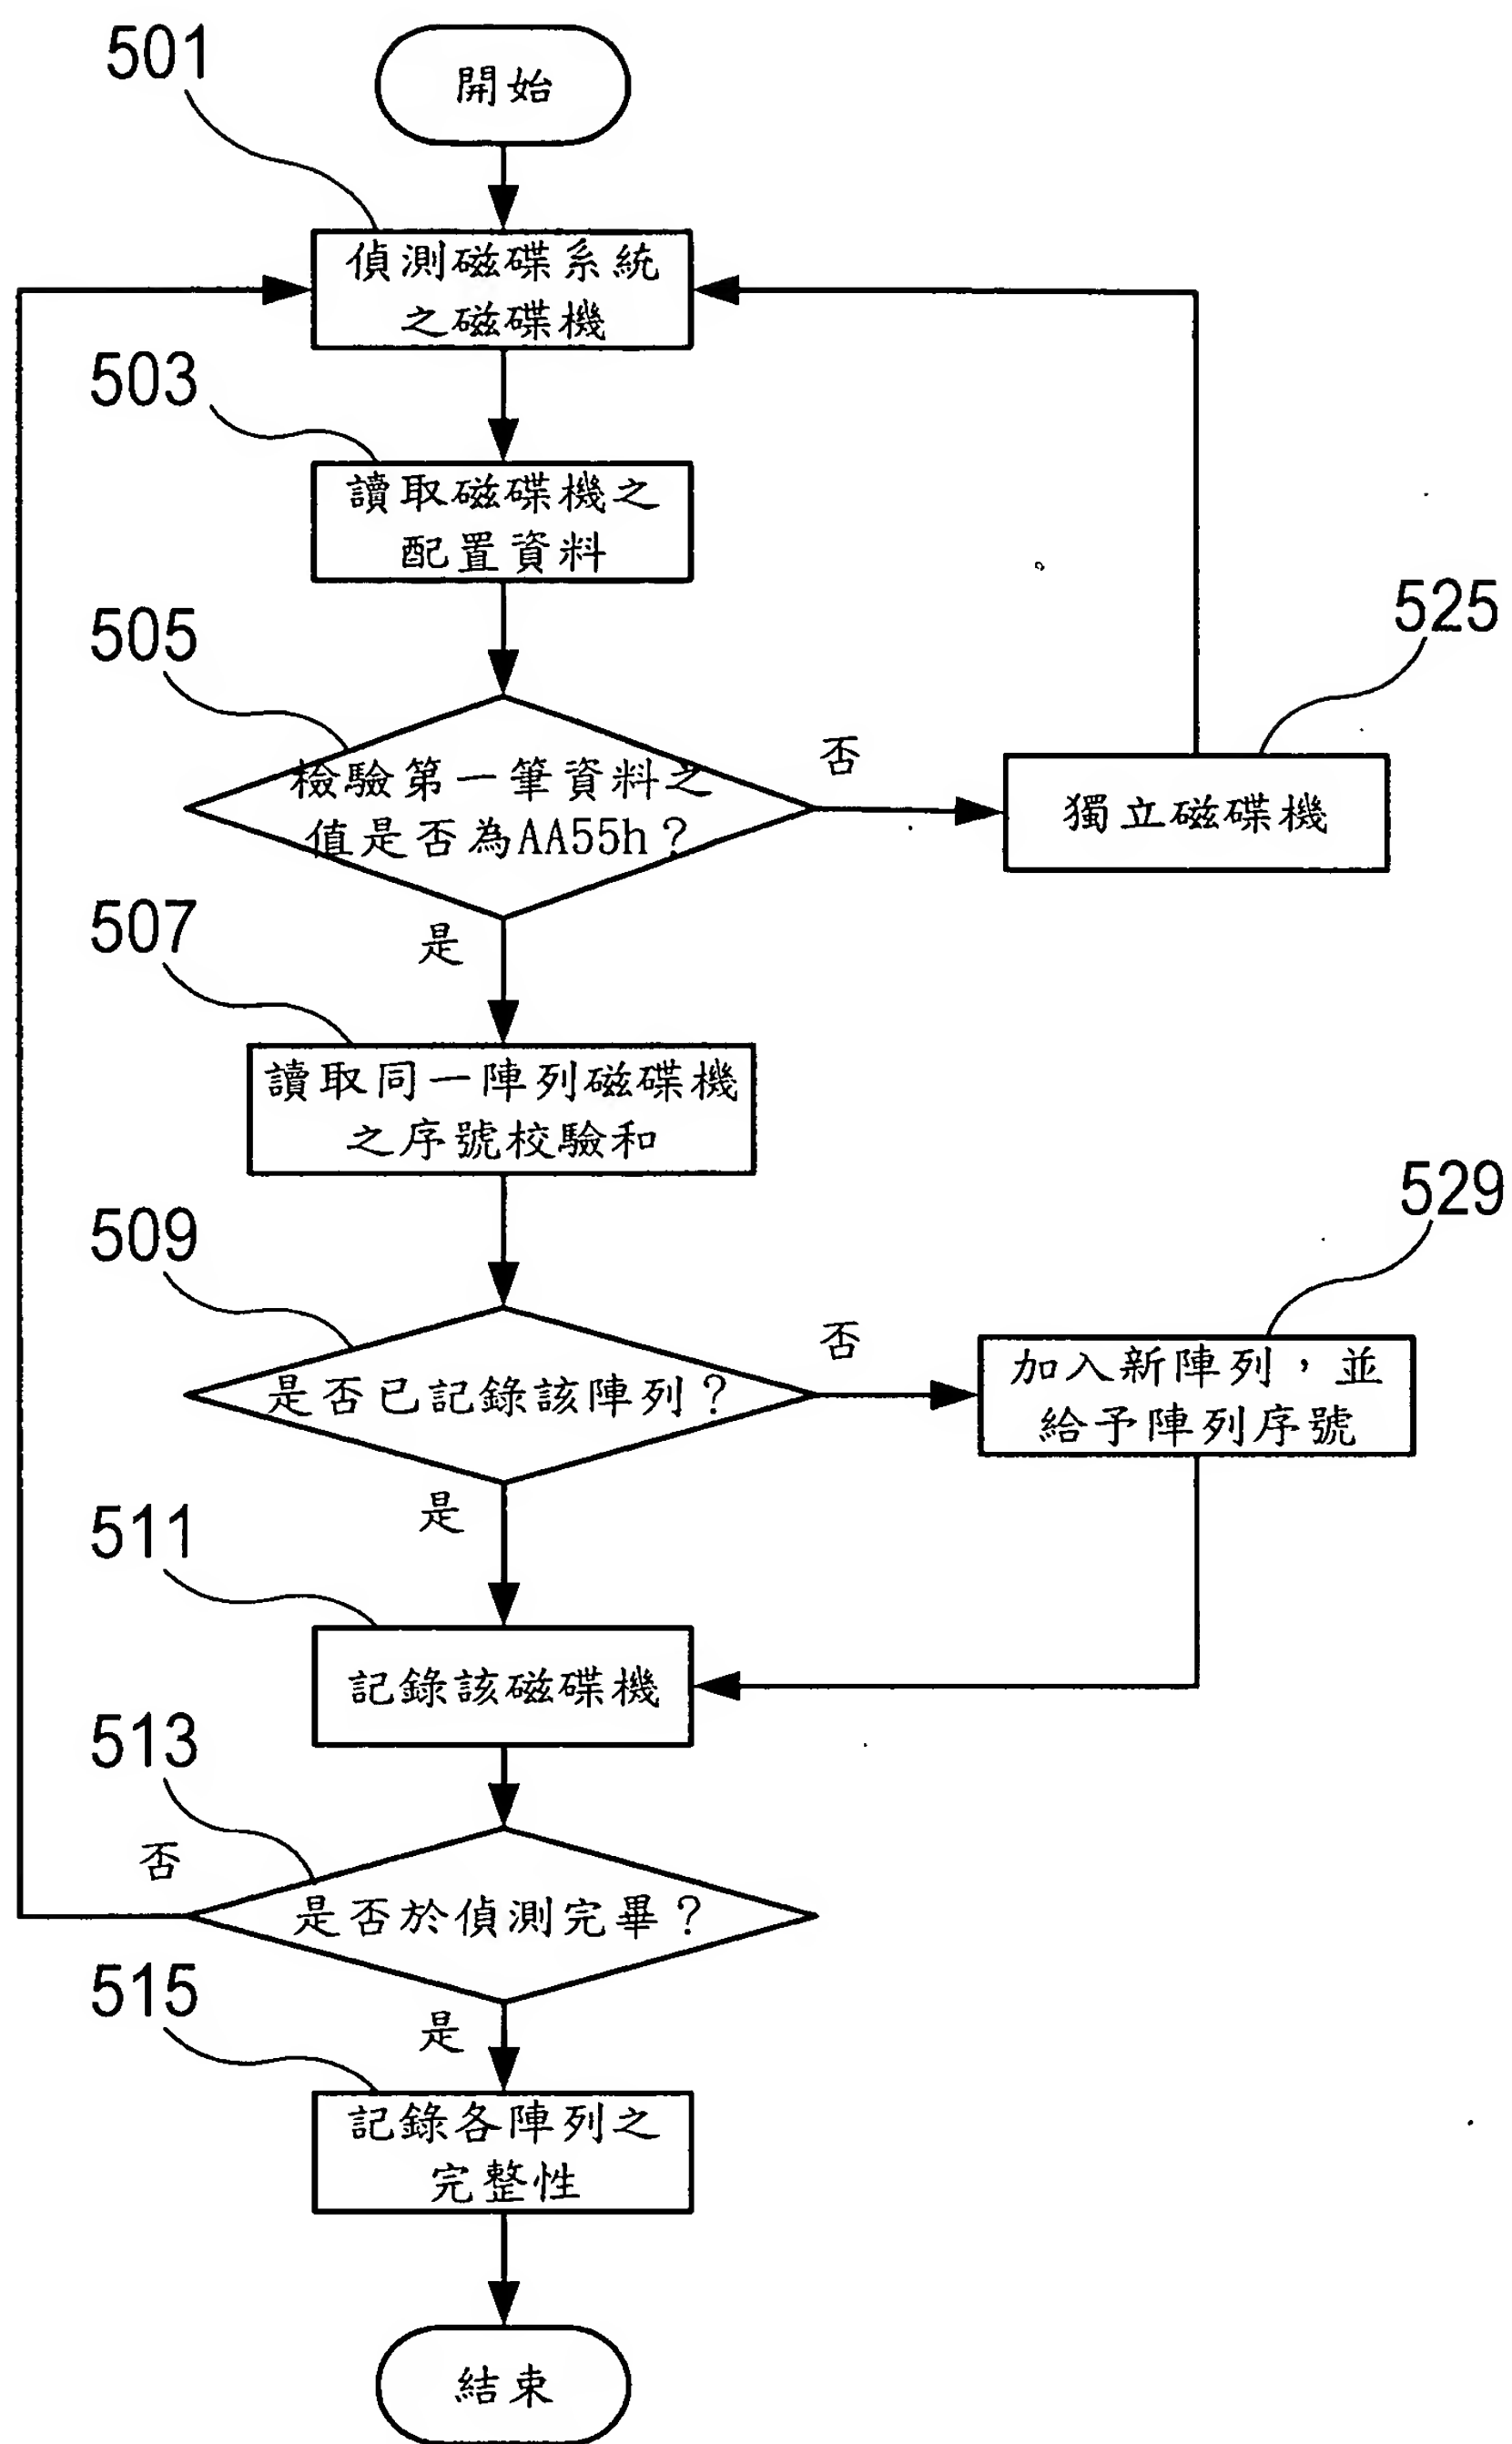 501
開始
偵測磁碟系統
之磁碟機
503
讀取磁碟機之
配置資料
505
525
檢驗第一筆資料之
值是否為AA55h？
否
獨立磁碟機
是
507
讀取同一陣列磁碟機
之序號校驗和
509
529
是否已記錄該陣列？
否
加入新陣列，並
給予陣列序號
是
511
記錄該磁碟機
513
否
是否於偵測完畢？
是
515
記錄各陣列之
完整性
結束